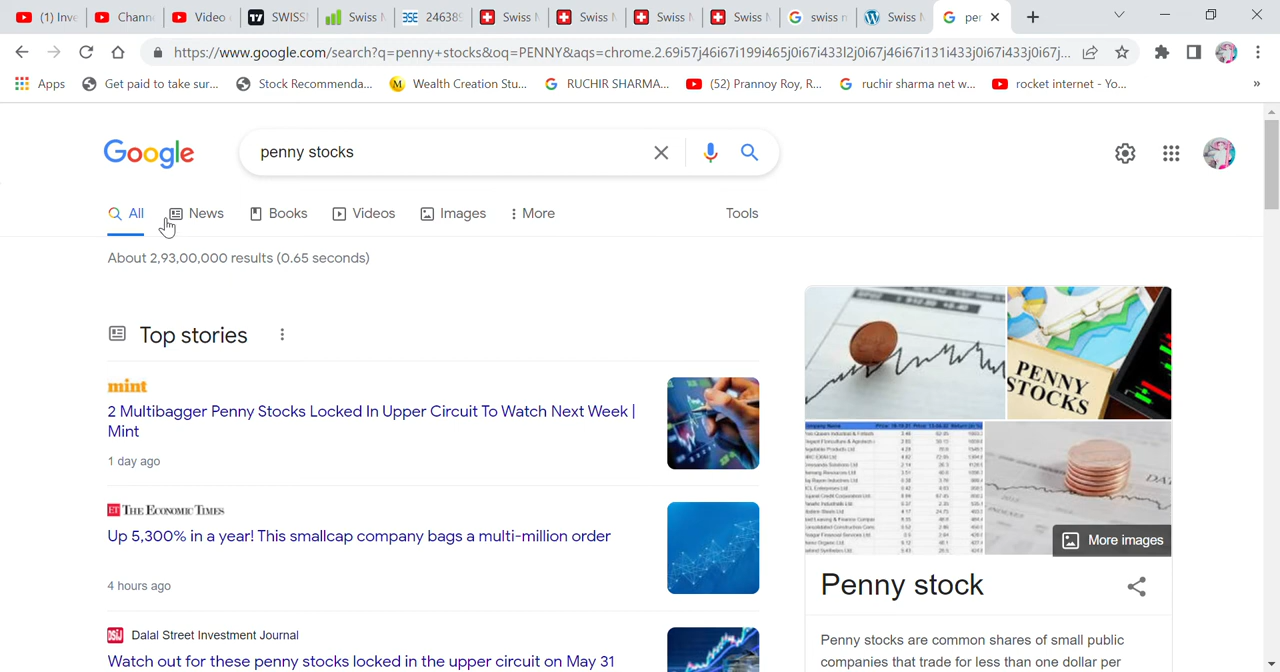 (1) Inve
Chann
Video
SWISS
Swiss
246385
Swiss M
Swiss M
Swiss M
Swiss M
swiss n
Swiss M
per
https://www.google.com/search?q=penny+stocks&oq=PENNY&aqs=chrome.2.69i57j46i67i199i465j0i67i433l2j0i67j46i67i131i433j0i67i433j0i67j...
Apps
Get paid to take sur...
Stock Recommenda...
Wealth Creation Stu...
RUCHIR SHARMA...
(52) Prannoy Roy, R...
ruchir sharma net w...
rocket internet - Yo...
»
Google
penny stocks
All
News
Books
Videos
Images
More
Tools
About 2,93,00,000 results (0.65 seconds)
Top stories
mint
2 Multibagger Penny Stocks Locked In Upper Circuit To Watch Next Week |
Mint
1 day ago
ET THE ECONOMIC TIMES
Up 5,300% in a year! This smallcap company bags a multi-million order
4 hours ago
DSIJ Dalal Street Investment Journal
Watch out for these penny stocks locked in the upper circuit on May 31
PENNY
STOCKS
Company Name
More images
Penny stock
Penny stocks are common shares of small public
companies that trade for less than one dollar per